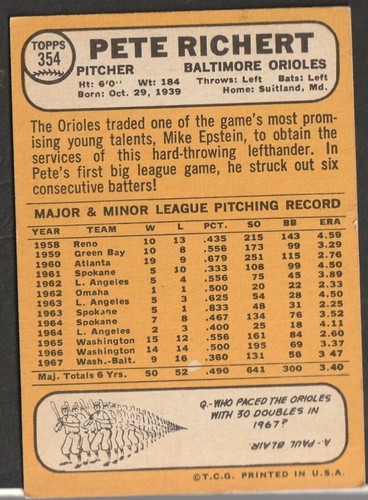 TOPPS
354
PETE RICHERT
PITCHER BALTIMORE ORIOLES
Ht: 6'0" Wt: 184 Throws: Left Bats: Left
Born: Oct. 29, 1939 Home: Suitland, Md.
The Orioles traded one of the game's most prom-
ising young talents, Mike Epstein, to obtain the
services of this hard-throwing lefthander. In
Pete's first big league game, he struck out six
consecutive batters!
MAJOR & MINOR LEAGUE PITCHING RECORD
YEAR TEAM W L PCT. SO BB ERA
1958 Reno 10 13 .435 215 143 4.59
1959 Green Bay 10 8 .556 173 99 3.29
1960 Atlanta 19 9 .679 251 115 2.76
1961 Spokane 5 10 .333 108 99 4.50
1962 L. Angeles 5 4 .556 75 45 3.89
1962 Omaha 1 1 .500 20 22 2.33
1963 L. Angeles 5 3 .625 54 28 4.50
1963 Spokane 5 1 .833 48 31 2.25
1964 Spokane 7 8 .467 134 76 3.52
1964 L. Angeles 2 3 .400 25 18 4.11
1965 Washington 15 12 .556 161 84 2.60
1966 Washington 14 14 .500 195 69 3.37
1967 Wash.-Balt. 9 16 .360 131 56 3.47
Maj. Totals 6 Yrs. 50 52 .490 641 300 3.40
Q.-WHO PACED THE ORIOLES
WITH 30 DOUBLES IN
1967?
A.- PAUL BLAIR.
©T.C.G. PRINTED IN U.S.A.